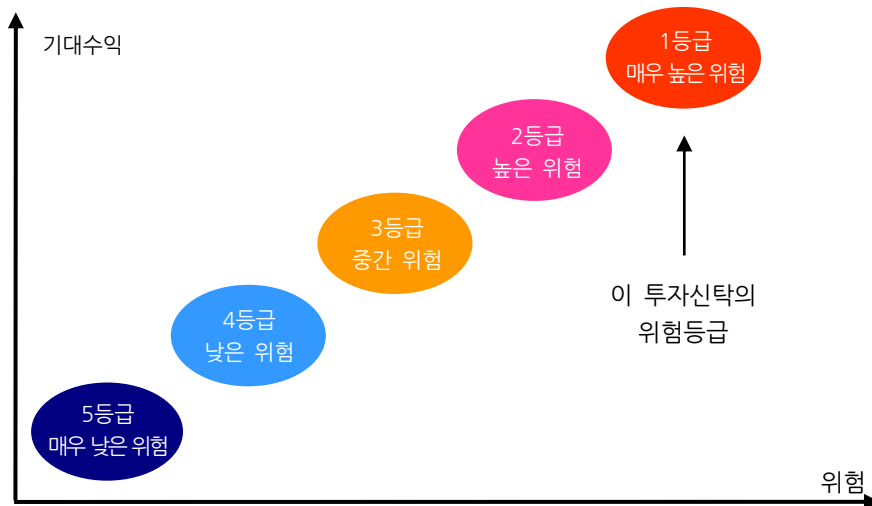 기대수익
1등급
매우 높은 위험
2등급
높은 위험
3등급
중간 위험
이 투자신탁의
위험등급
4등급
낮은 위험
5등급
매우 낮은 위험
위험